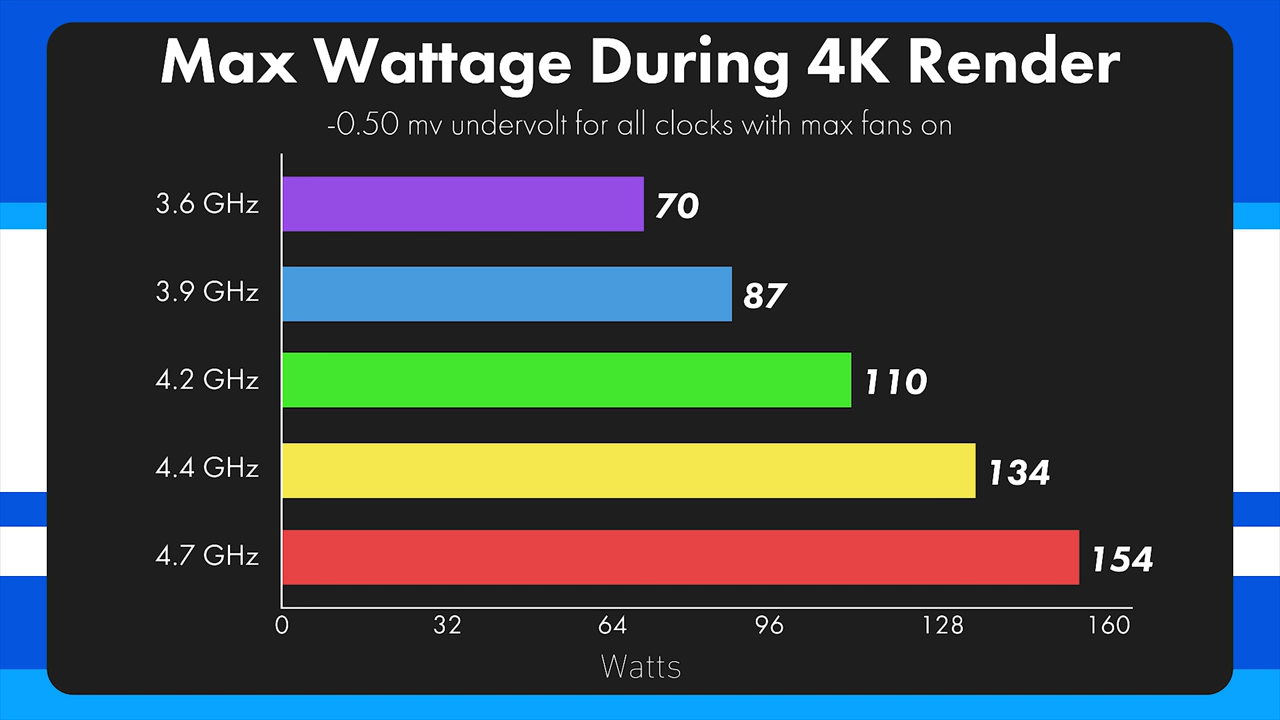 Max Wattage During 4K Render
-0.50 mv undervolt for all clocks with max fans on
3.6 GHz 70
3.9 GHz 87
4.2 GHz 110
4.4 GHz 134
4.7 GHz 154
0 32 64 96 128 160
Watts